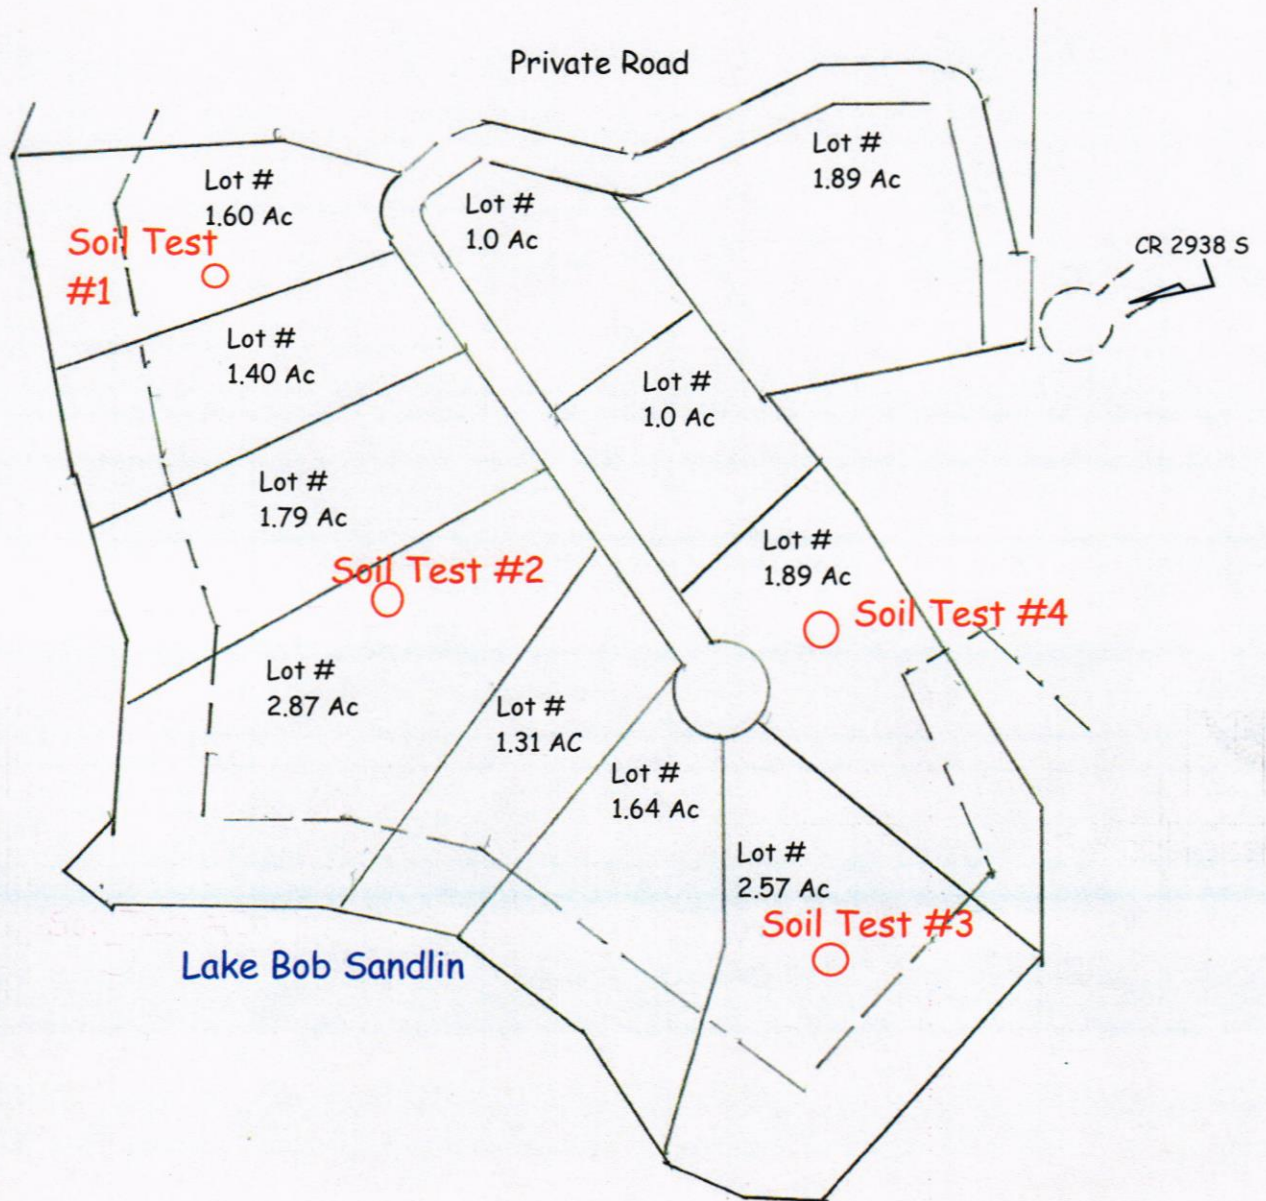 Private Road
Lot #
1.89 Ac
Lot #
1.60 Ac
Lot #
1.0 Ac
Soil Test
#1
CR 2938 S
Lot #
1.40 Ac
Lot #
1.0 Ac
Lot #
1.79 Ac
Lot #
1.89 Ac
Soil Test #2
Soil Test #4
Lot #
2.87 Ac
Lot #
1.31 AC
Lot #
1.64 Ac
Lot #
2.57 Ac
Soil Test #3
Lake Bob Sandlin